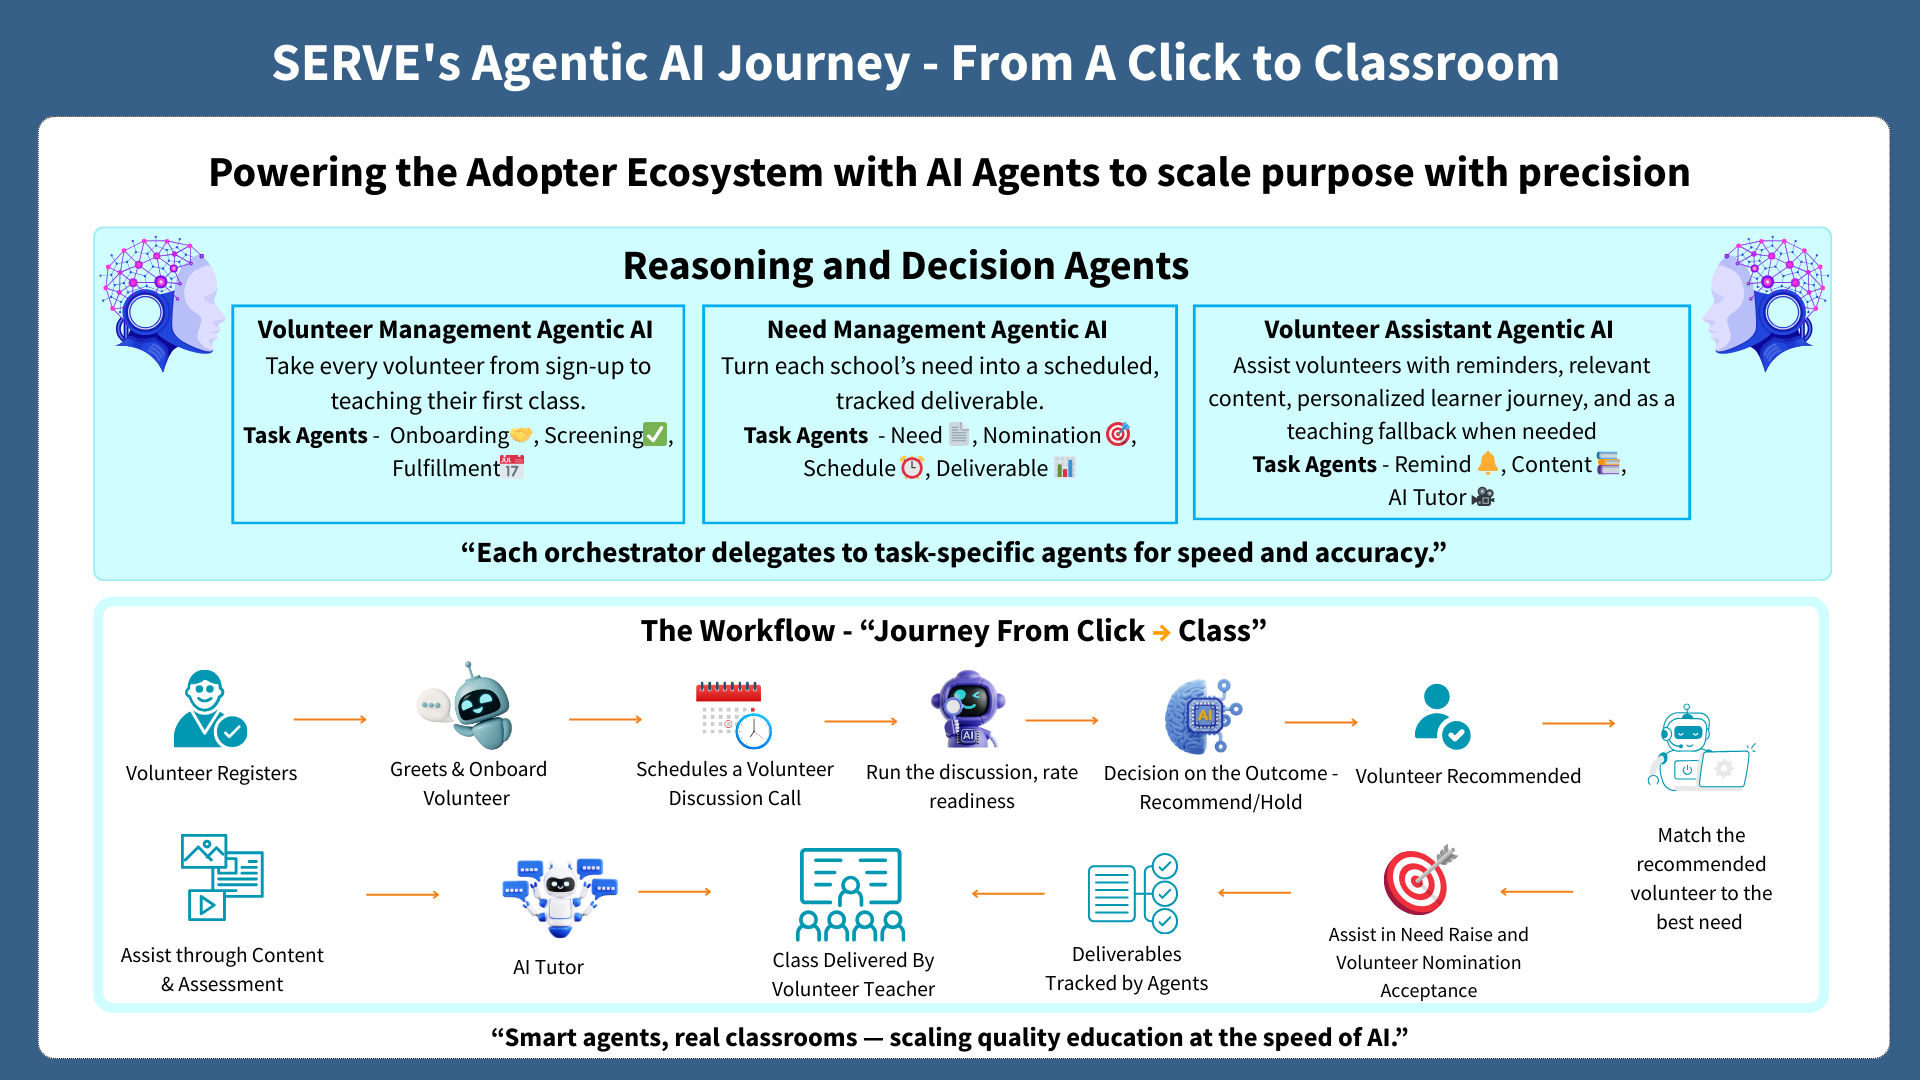 SERVE's Agentic AI Journey - From A Click to Classroom
Powering the Adopter Ecosystem with AI Agents to scale purpose with precision
Reasoning and Decision Agents
Volunteer Management Agentic AI
Take every volunteer from sign-up to
teaching their first class.
Task Agents - Onboarding🤝, Screening✅,
Fulfillment📅
Need Management Agentic AI
Turn each school’s need into a scheduled,
tracked deliverable.
Task Agents - Need 📄, Nomination 🎯,
Schedule ⏰, Deliverable 📊
Volunteer Assistant Agentic AI
Assist volunteers with reminders, relevant
content, personalized learner journey, and as a
teaching fallback when needed
Task Agents - Remind 🔔, Content 📚,
AI Tutor 🎥
“Each orchestrator delegates to task-specific agents for speed and accuracy.”
The Workflow - “Journey From Click → Class”
Volunteer Registers
Greets & Onboard
Volunteer
Schedules a Volunteer
Discussion Call
AI
Run the discussion, rate
readiness
AI
Decision on the Outcome -
Recommend/Hold
Volunteer Recommended
Match the
recommended
volunteer to the
best need
Assist in Need Raise and
Volunteer Nomination
Acceptance
Deliverables
Tracked by Agents
Class Delivered By
Volunteer Teacher
AI Tutor
Assist through Content
& Assessment
“Smart agents, real classrooms — scaling quality education at the speed of AI.”